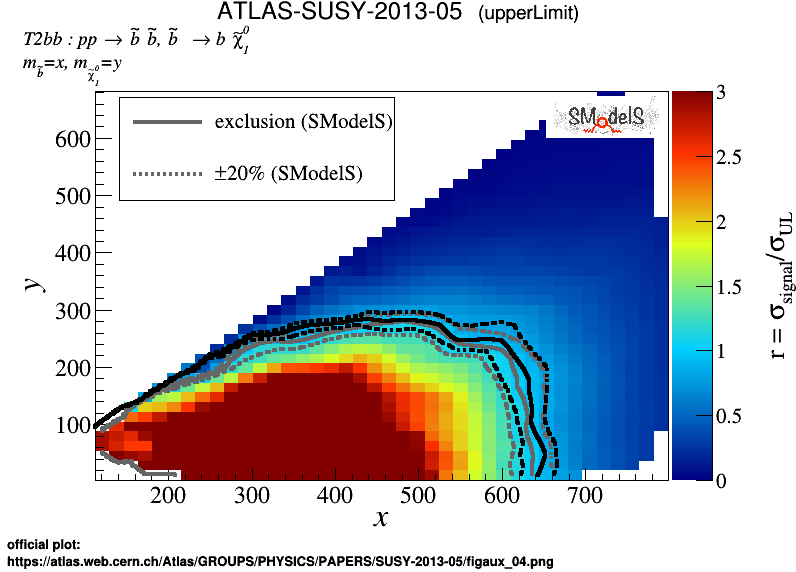 ATLAS-SUSY-2013-05 (upperLimit)
T2bb : pp → b̃ b̃, b̃ → b χ̃⁰₁
m_b̃=x, m_χ̃⁰₁=y
exclusion (SModelS)
±20% (SModelS)
SModelS
600
500
400
300
200
100
y
200 300 400 500 600 700
x
3
2.5
2
1.5
1
0.5
0
r = σ_signal/σ_UL
official plot:
https://atlas.web.cern.ch/Atlas/GROUPS/PHYSICS/PAPERS/SUSY-2013-05/figaux_04.png